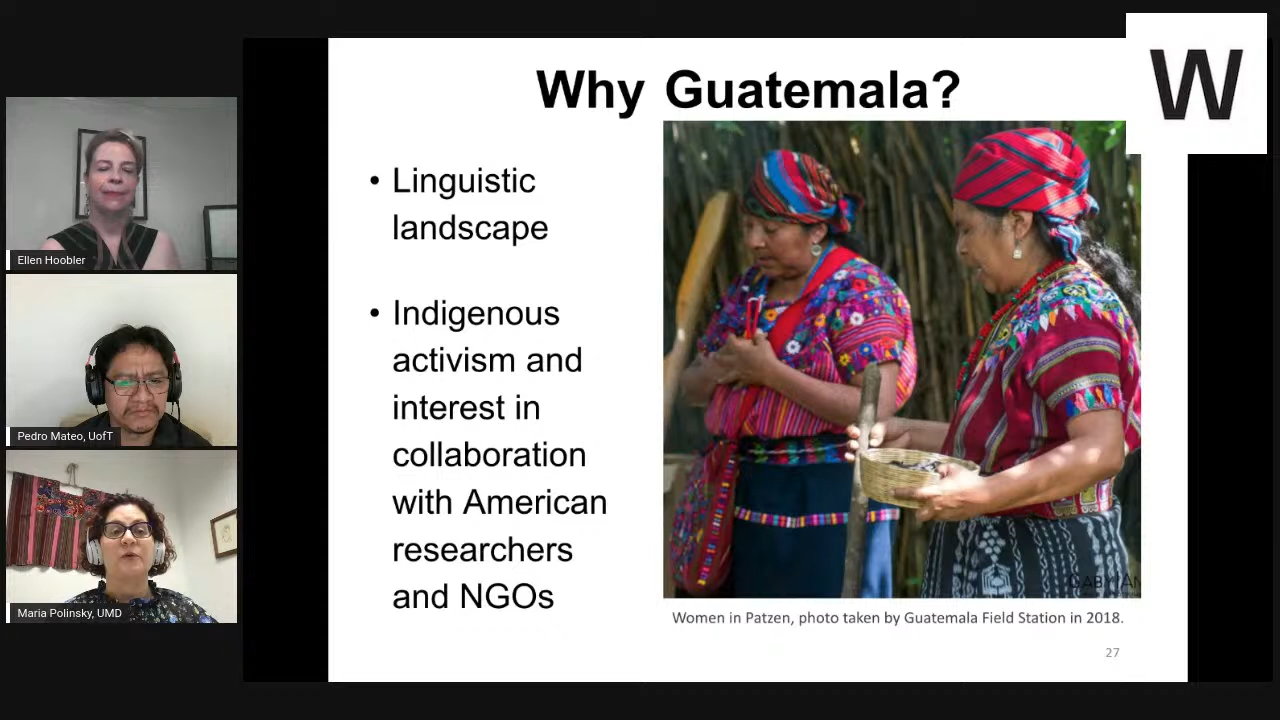 Why Guatemala?
W
• Linguistic
landscape
• Indigenous
activism and
interest in
collaboration
with American
researchers
and NGOs
Women in Patzen, photo taken by Guatemala Field Station in 2018.
27
Ellen Hoobler
Pedro Mateo, UofT
Maria Polinsky, UMD